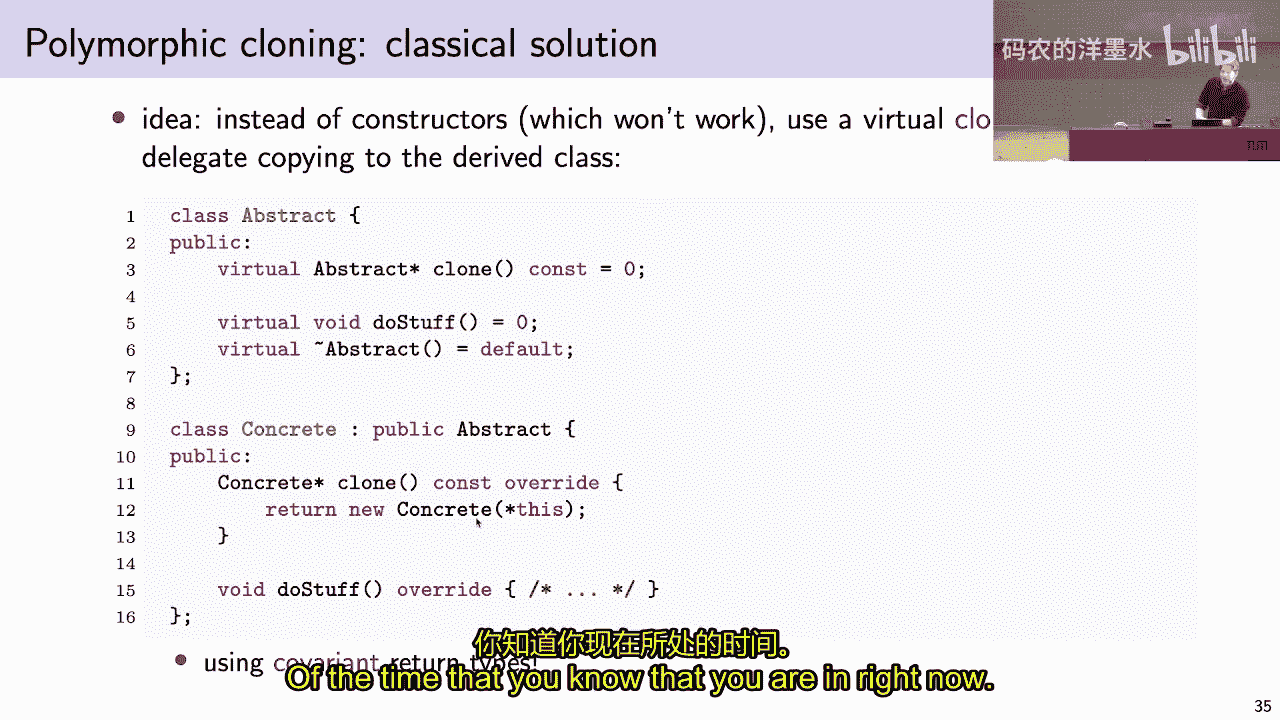 Polymorphic cloning: classical solution
码农的洋墨水 bilibili
idea: instead of constructors (which won't work), use a virtual clo
delegate copying to the derived class:
1 class Abstract {
2 public:
3 virtual Abstract* clone() const = 0;
4
5 virtual void doStuff() = 0;
6 virtual ~Abstract() = default;
7 };
8
9 class Concrete : public Abstract {
10 public:
11 Concrete* clone() const override {
12 return new Concrete(*this);
13 }
14
15 void doStuff() override { /* ... */ }
16 };
using covariant return types!
你知道你现在所处的时间。
Of the time that you know that you are in right now.
35